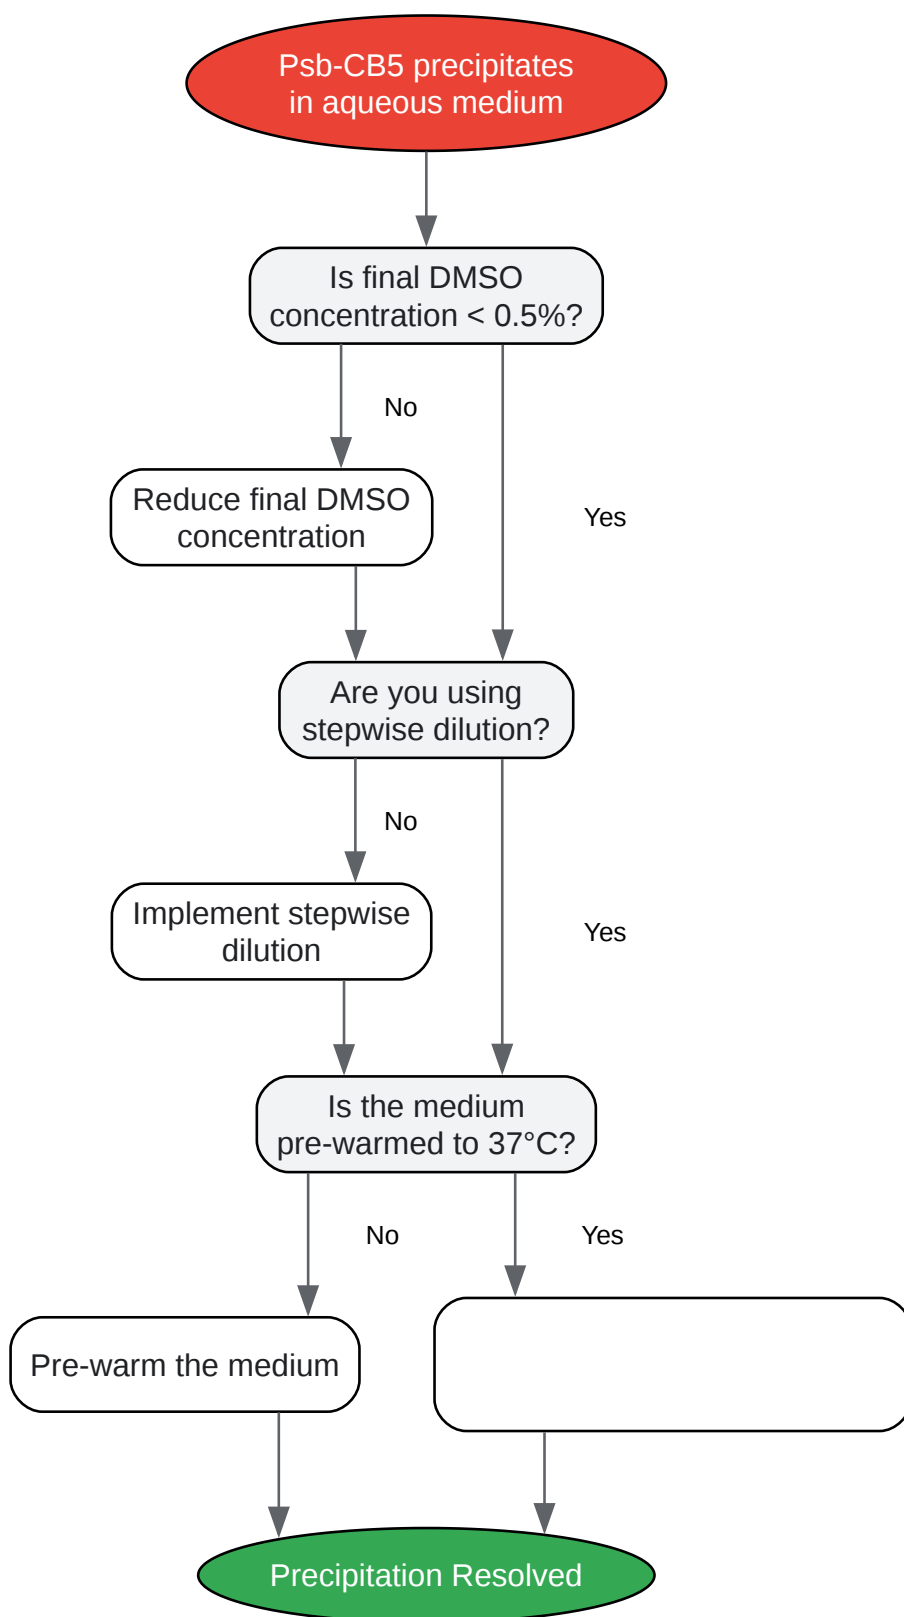 Psb-CB5 precipitates
in aqueous medium
Is final DMSO
concentration < 0.5%?
No
Reduce final DMSO
concentration
Yes
Are you using
stepwise dilution?
No
Implement stepwise
dilution
Yes
Is the medium
pre-warmed to 37°C?
No
Yes
Pre-warm the medium
Precipitation Resolved